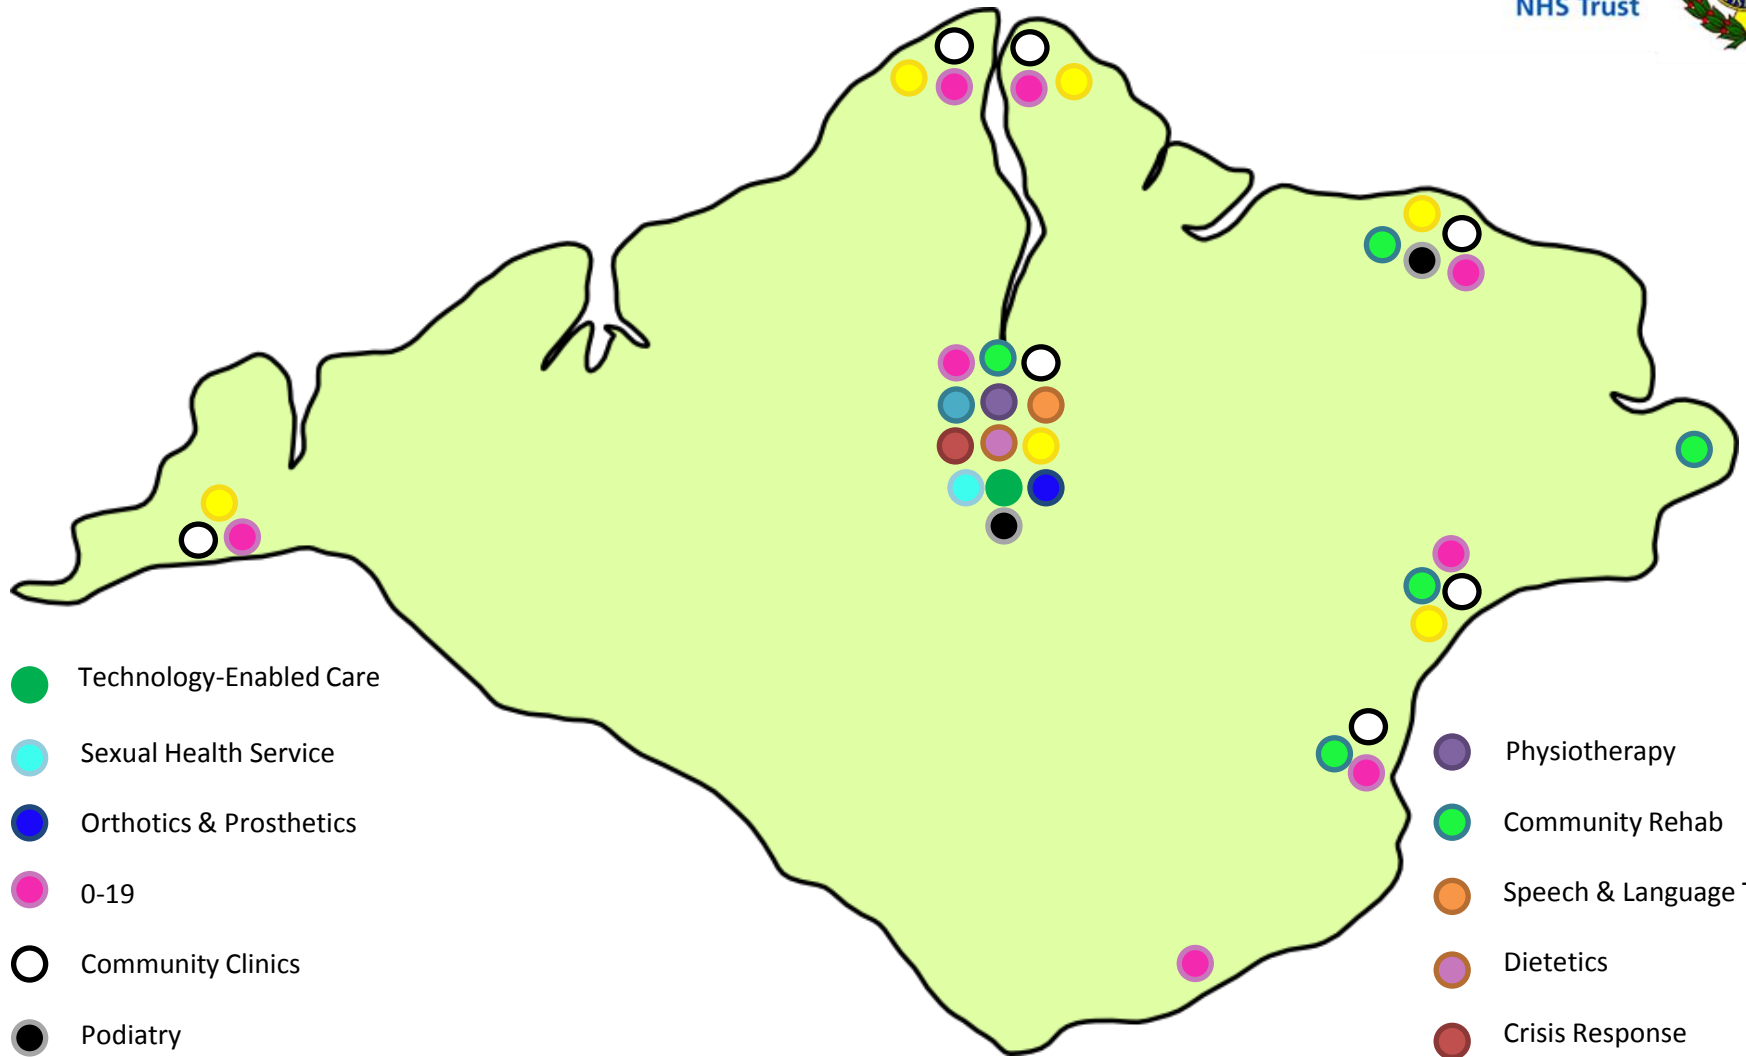 NHS Trust
Technology-Enabled Care
Sexual Health Service
Orthotics & Prosthetics
0-19
Community Clinics
Podiatry
Physiotherapy
Community Rehab
Speech & Language
Dietetics
Crisis Response